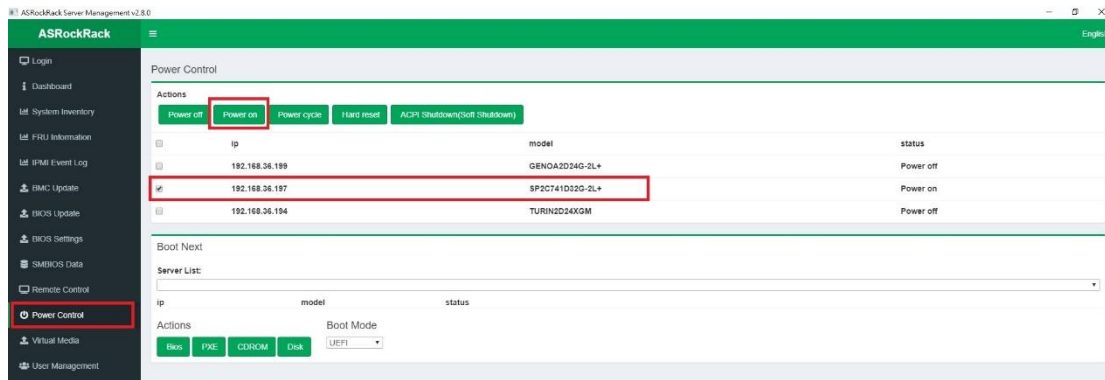 ASRockRack Server Management v2.8.0
ASRockRack
Englis
Login
Dashboard
System Inventory
FRU Information
IPMI Event Log
BMC Update
BIOS Update
BIOS Settings
SMBIOS Data
Remote Control
Power Control
Virtual Media
User Management
Power Control
Actions
Power off Power on Power cycle Hard reset ACPI Shutdown(Soft Shutdown)
ip model status
192.168.36.199 GENOA2D24G-2L+ Power off
192.168.36.197 SP2C741D32G-2L+ Power on
192.168.36.194 TURIN2D24XGM Power off
Boot Next
Server List:
ip model status
Actions Boot Mode
Bios PXE CDROM Disk UEFI